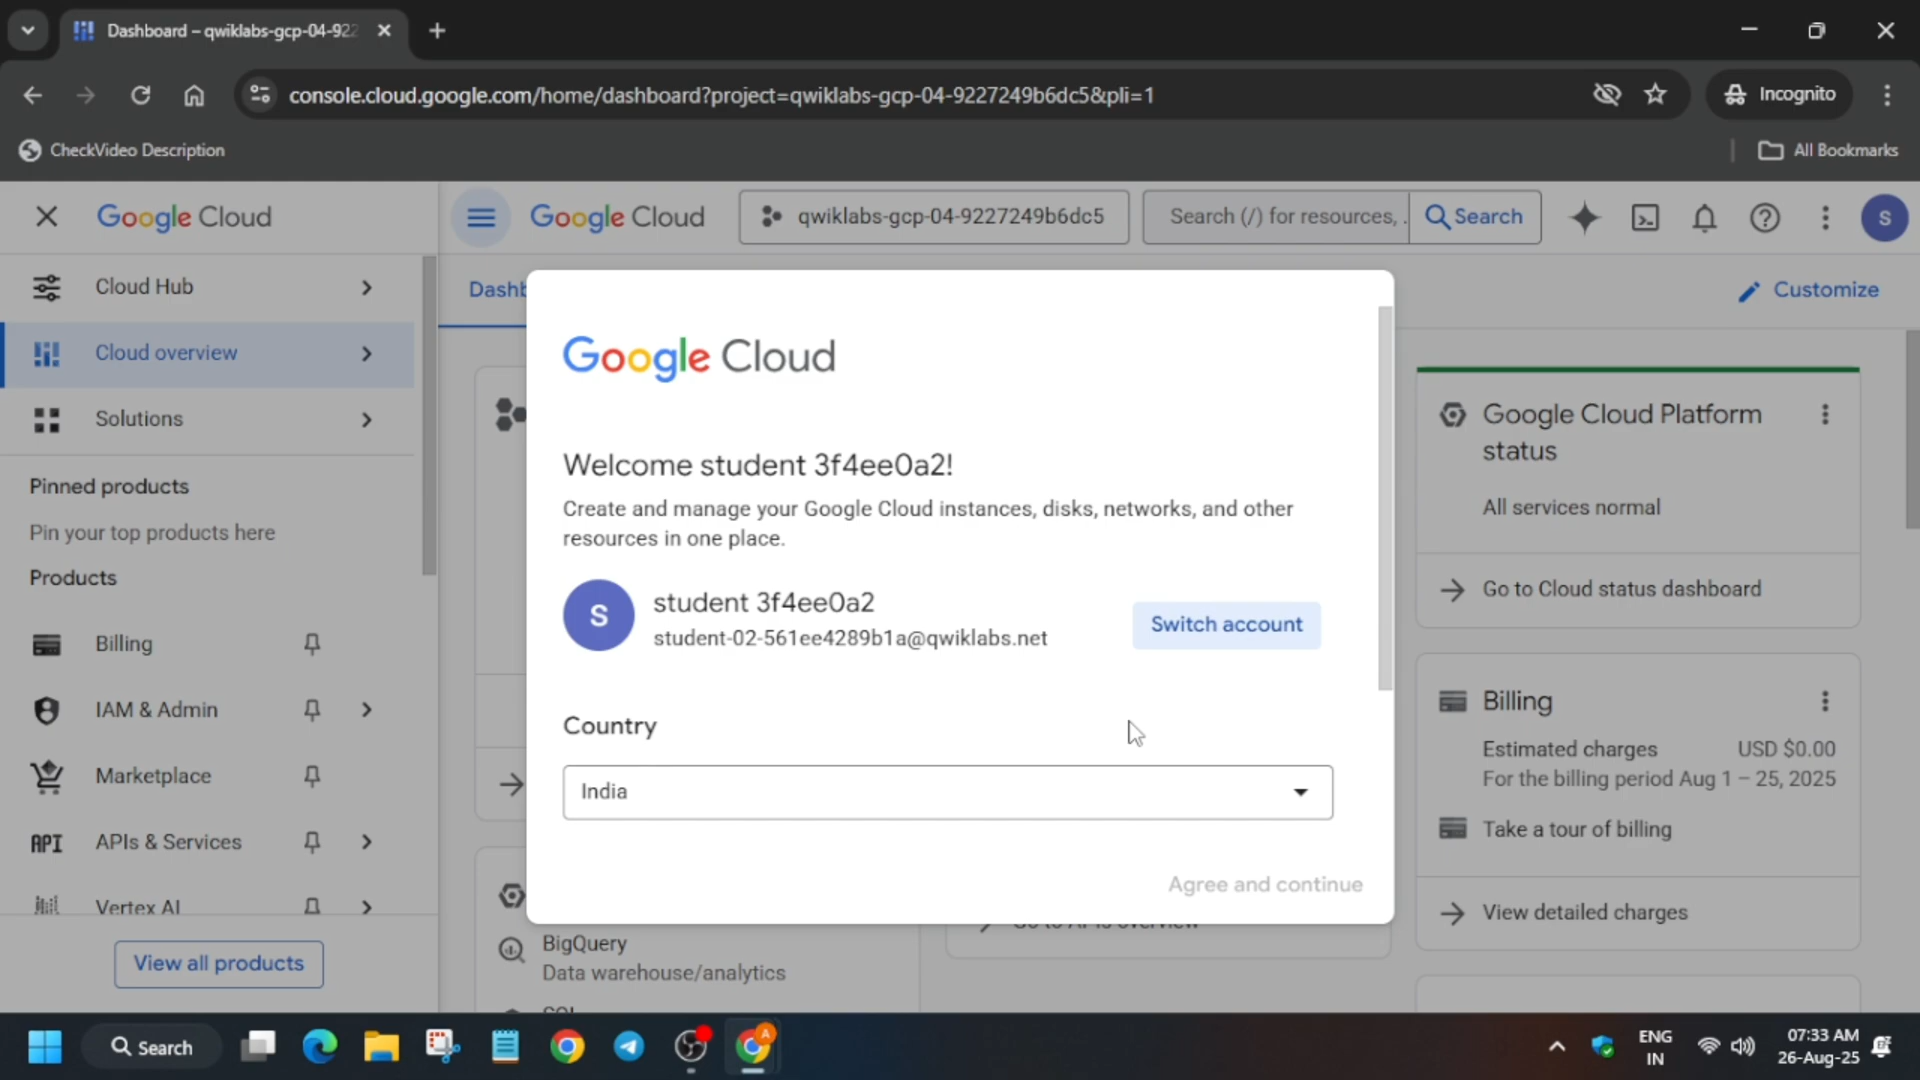 Dashboard – qwiklabs-gcp-04-922
console.cloud.google.com/home/dashboard?project=qwiklabs-gcp-04-9227249b6dc5&pli=1
Incognito
CheckVideo Description
All Bookmarks
Google Cloud
Google Cloud
qwiklabs-gcp-04-9227249b6dc5
Search (/) for resources, .
Search
S
Cloud Hub
Cloud overview
Solutions
Pinned products
Pin your top products here
Products
Billing
IAM & Admin
Marketplace
API
APIs & Services
Vertex AI
View all products
Dashb
Customize
Google Cloud
Welcome student 3f4ee0a2!
Create and manage your Google Cloud instances, disks, networks, and other
resources in one place.
S
student 3f4ee0a2
student-02-561ee4289b1a@qwiklabs.net
Switch account
Country
India
Agree and continue
BigQuery
Data warehouse/analytics
Google Cloud Platform
status
All services normal
Go to Cloud status dashboard
Billing
Estimated charges USD $0.00
For the billing period Aug 1 – 25, 2025
Take a tour of billing
View detailed charges
Search
A
ENG
IN
07:33 AM
26-Aug-25